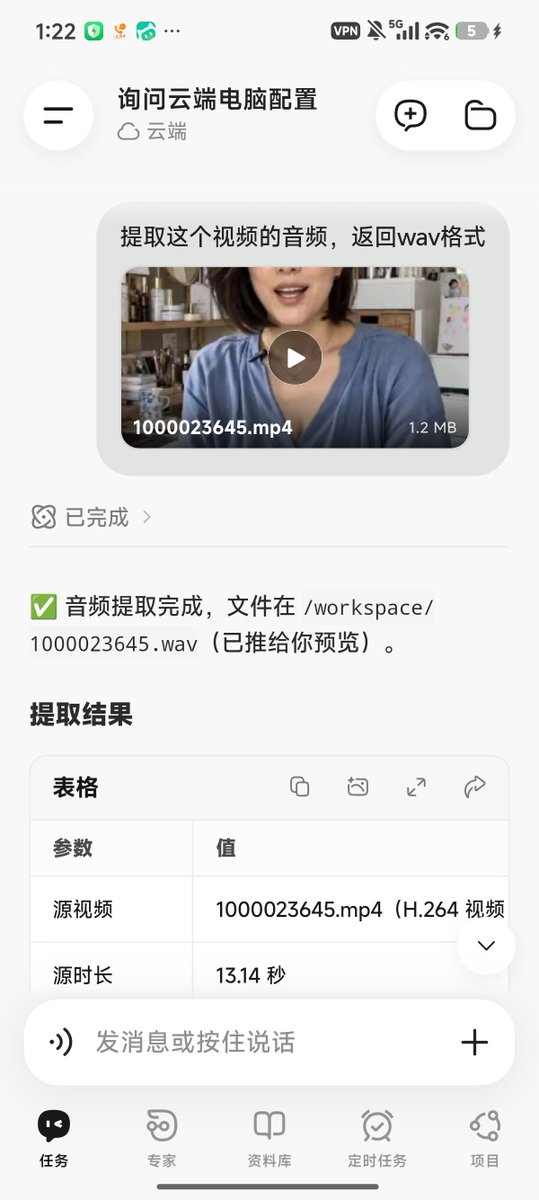 1:22 ··· VPN 5G 6 5
询问云端电脑配置
云端
提取这个视频的音频，返回wav格式
1000023645.mp4 1.2 MB
已完成 >
✅ 音频提取完成，文件在 /workspace/
1000023645.wav（已推给你预览）。
提取结果
表格
参数 值
源视频 1000023645.mp4（H.264 视频
源时长 13.14 秒
发消息或按住说话
任务 专家 资料库 定时任务 项目